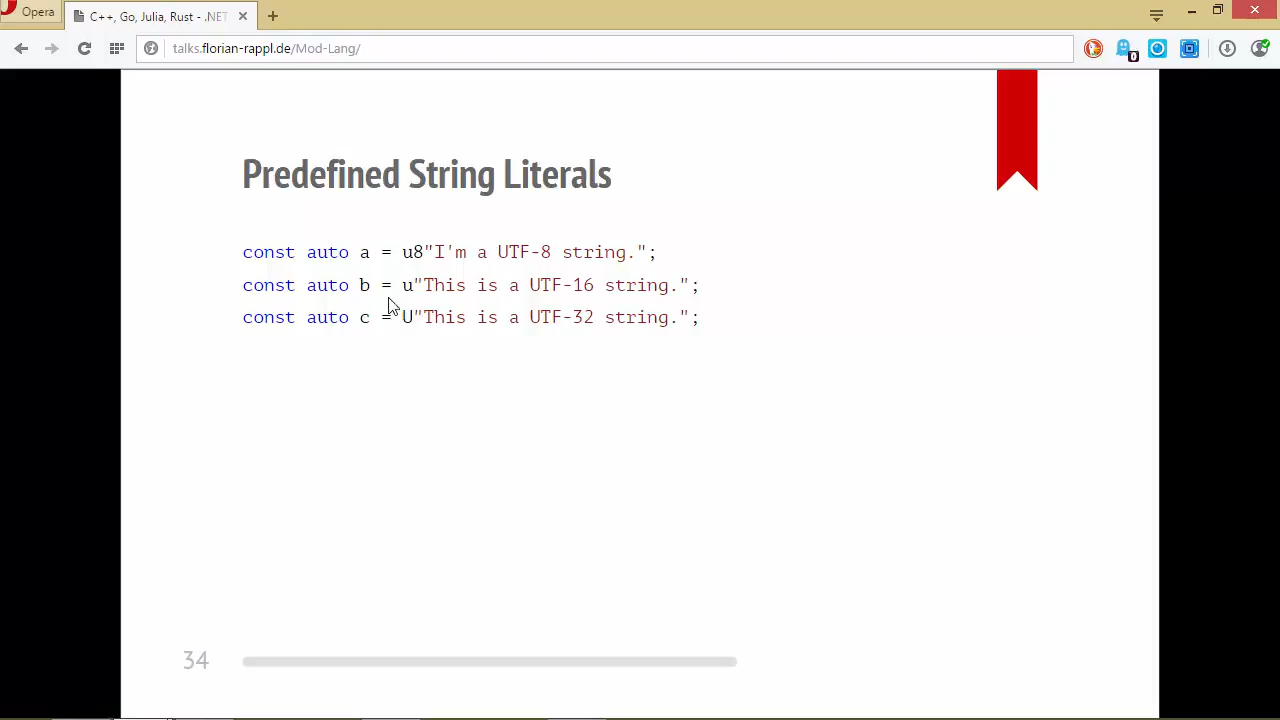 Opera
C++, Go, Julia, Rust - .NET
talks.florian-rappl.de/Mod-Lang/
0
Predefined String Literals
const auto a = u8"I'm a UTF-8 string.";
const auto b = u"This is a UTF-16 string.";
const auto c = U"This is a UTF-32 string.";
34